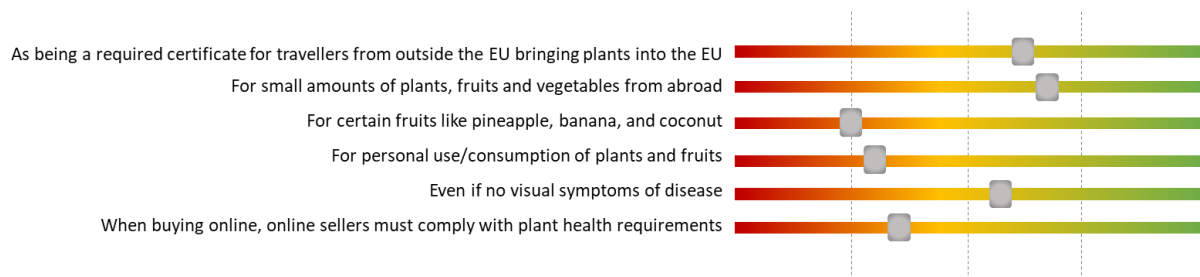 As being a required certificate for travellers from outside the EU bringing plants into the EU
For small amounts of plants, fruits and vegetables from abroad
For certain fruits like pineapple, banana, and coconut
For personal use/consumption of plants and fruits
Even if no visual symptoms of disease
When buying online, online sellers must comply with plant health requirements